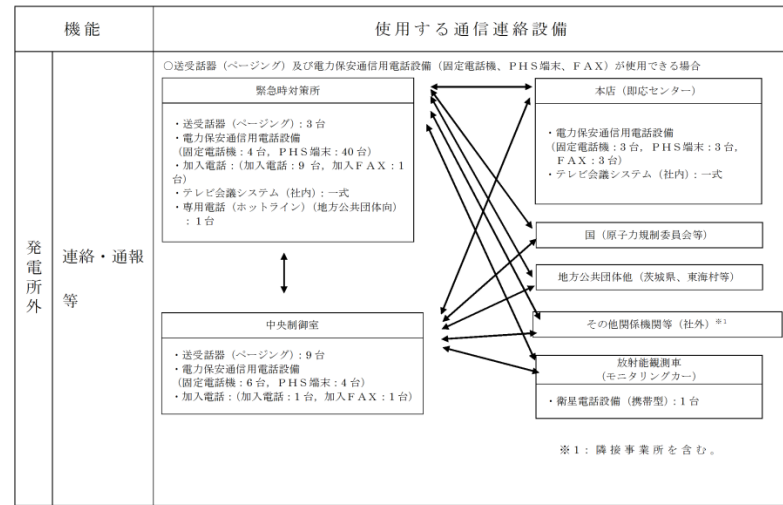 機能
使用する通信連絡設備
発電所外
連絡・通報
等
○送受話器（ページング）及び電力保安通信用電話設備（固定電話機、ＰＨＳ端末、ＦＡＸ）が使用できる場合
緊急時対策所
・送受話器（ページング）：３台
・電力保安通信用電話設備
（固定電話機：４台，ＰＨＳ端末：40台）
・加入電話：（加入電話：９台，加入ＦＡＸ：１
台）
・テレビ会議システム（社内）：一式
・専用電話（ホットライン）（地方公共団体向）
：１台
中央制御室
・送受話器（ページング）：９台
・電力保安通信用電話設備
（固定電話機：６台，ＰＨＳ端末：４台）
・加入電話：（加入電話：１台，加入ＦＡＸ：１台）
本店（即応センター）
・電力保安通信用電話設備
（固定電話機：３台，ＰＨＳ端末：３台，
ＦＡＸ：３台）
・テレビ会議システム（社内）：一式
国（原子力規制委員会等）
地方公共団体他（茨城県、東海村等）
その他関係機関等（社外）※１
放射能観測車
（モニタリングカー）
・衛星電話設備（携帯型）：１台
※１：隣接事業所を含む。